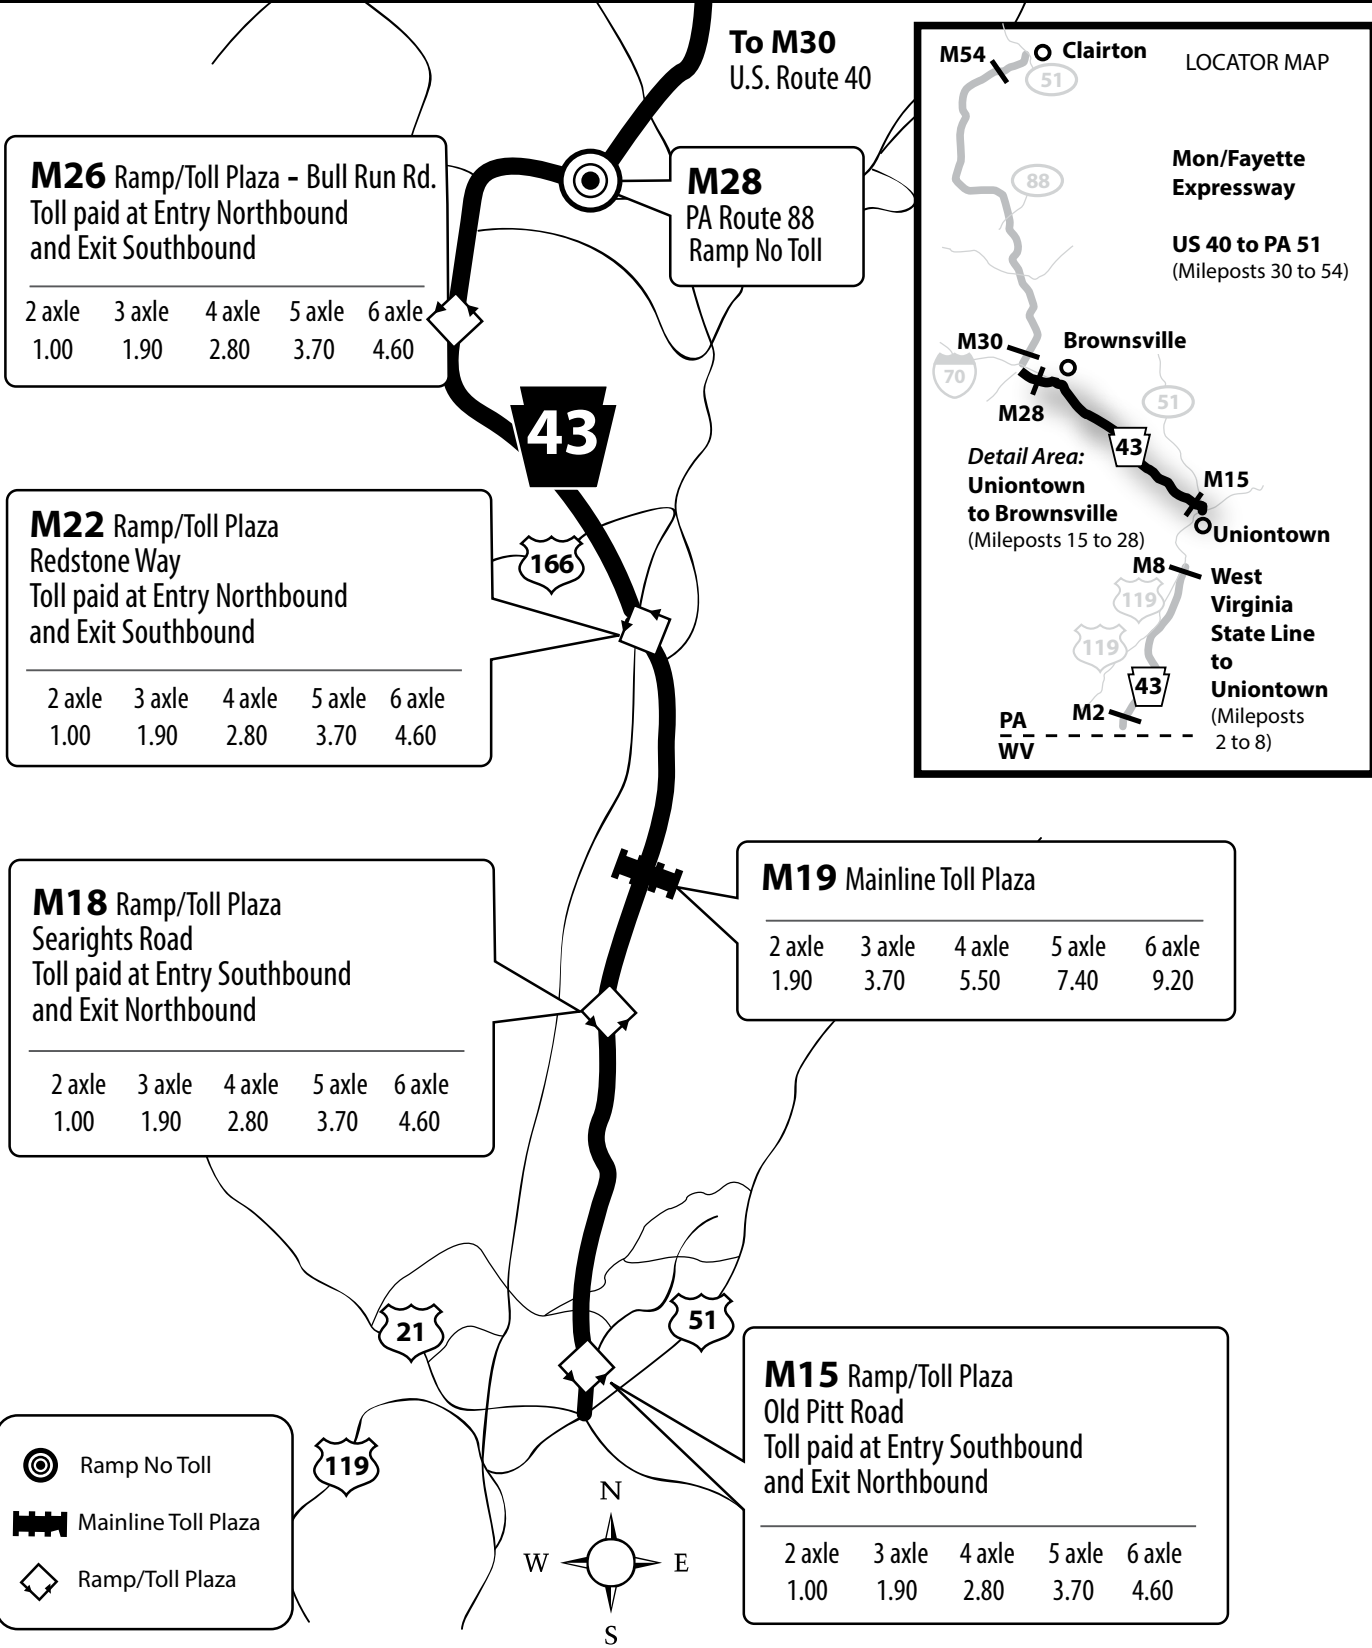 To M30
U.S. Route 40
M26 Ramp/Toll Plaza - Bull Run Rd.
Toll paid at Entry Northbound
and Exit Southbound
2 axle 3 axle 4 axle 5 axle 6 axle
1.00 1.90 2.80 3.70 4.60
M28
PA Route 88
Ramp No Toll
43
M22 Ramp/Toll Plaza
Redstone Way
Toll paid at Entry Northbound
and Exit Southbound
2 axle 3 axle 4 axle 5 axle 6 axle
1.00 1.90 2.80 3.70 4.60
166
M18 Ramp/Toll Plaza
Searights Road
Toll paid at Entry Southbound
and Exit Northbound
2 axle 3 axle 4 axle 5 axle 6 axle
1.00 1.90 2.80 3.70 4.60
M19 Mainline Toll Plaza
2 axle 3 axle 4 axle 5 axle 6 axle
1.90 3.70 5.50 7.40 9.20
21
51
119
M15 Ramp/Toll Plaza
Old Pitt Road
Toll paid at Entry Southbound
and Exit Northbound
2 axle 3 axle 4 axle 5 axle 6 axle
1.00 1.90 2.80 3.70 4.60
Ramp No Toll
Mainline Toll Plaza
Ramp/Toll Plaza
N
W E
S
LOCATOR MAP
M54
Clairton
51
88
Mon/Fayette
Expressway
US 40 to PA 51
(Mileposts 30 to 54)
M30
Brownsville
70
M28
51
43
Detail Area:
Uniontown
to Brownsville
(Mileposts 15 to 28)
M15
Uniontown
M8
119
119
43
West
Virginia
State Line
to
Uniontown
(Mileposts
2 to 8)
M2
PA
WV